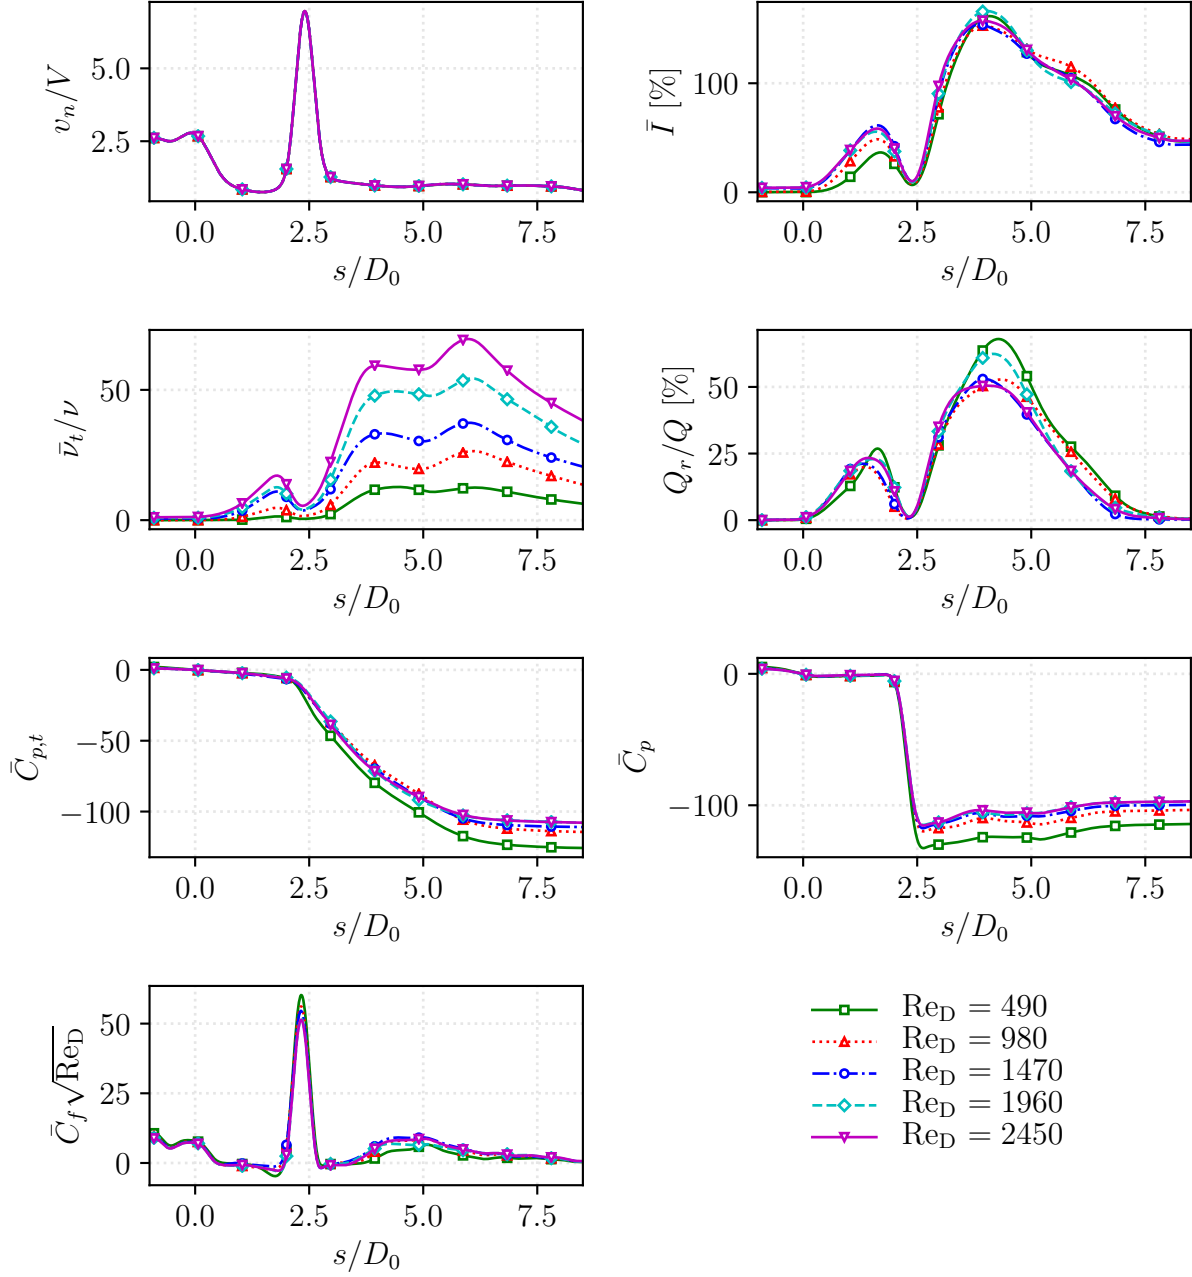 5.0
2.5
v_n/V
0.0 2.5 5.0 7.5
s/D_0
100
0
Ī [%]
0.0 2.5 5.0 7.5
s/D_0
50
0
ν̄_t/ν
0.0 2.5 5.0 7.5
s/D_0
50
25
0
Q_r/Q [%]
0.0 2.5 5.0 7.5
s/D_0
0
−50
−100
C̄_{p,t}
0.0 2.5 5.0 7.5
s/D_0
0
−100
C̄_p
0.0 2.5 5.0 7.5
s/D_0
50
25
0
C̄_f √Re_D
0.0 2.5 5.0 7.5
s/D_0
Re_D = 490
Re_D = 980
Re_D = 1470
Re_D = 1960
Re_D = 2450